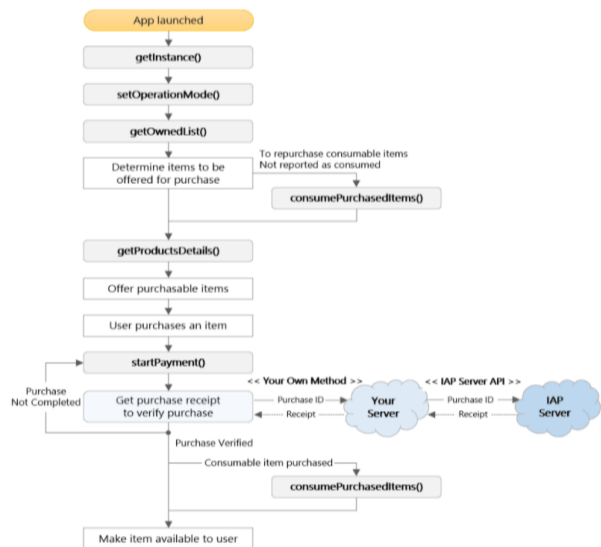 App launched
getInstance()
setOperationMode()
getOwnedList()
Determine items to be
offered for purchase
To repurchase consumable items
Not reported as consumed
consumePurchasedItems()
getProductsDetails()
Offer purchasable items
User purchases an item
startPayment()
<< Your Own Method >>
<< IAP Server API >>
Purchase
Not Completed
Get purchase receipt
to verify purchase
Purchase ID
Receipt
Your
Server
Purchase ID
Receipt
IAP
Server
Purchase Verified
Consumable item purchased
consumePurchasedItems()
Make item available to user